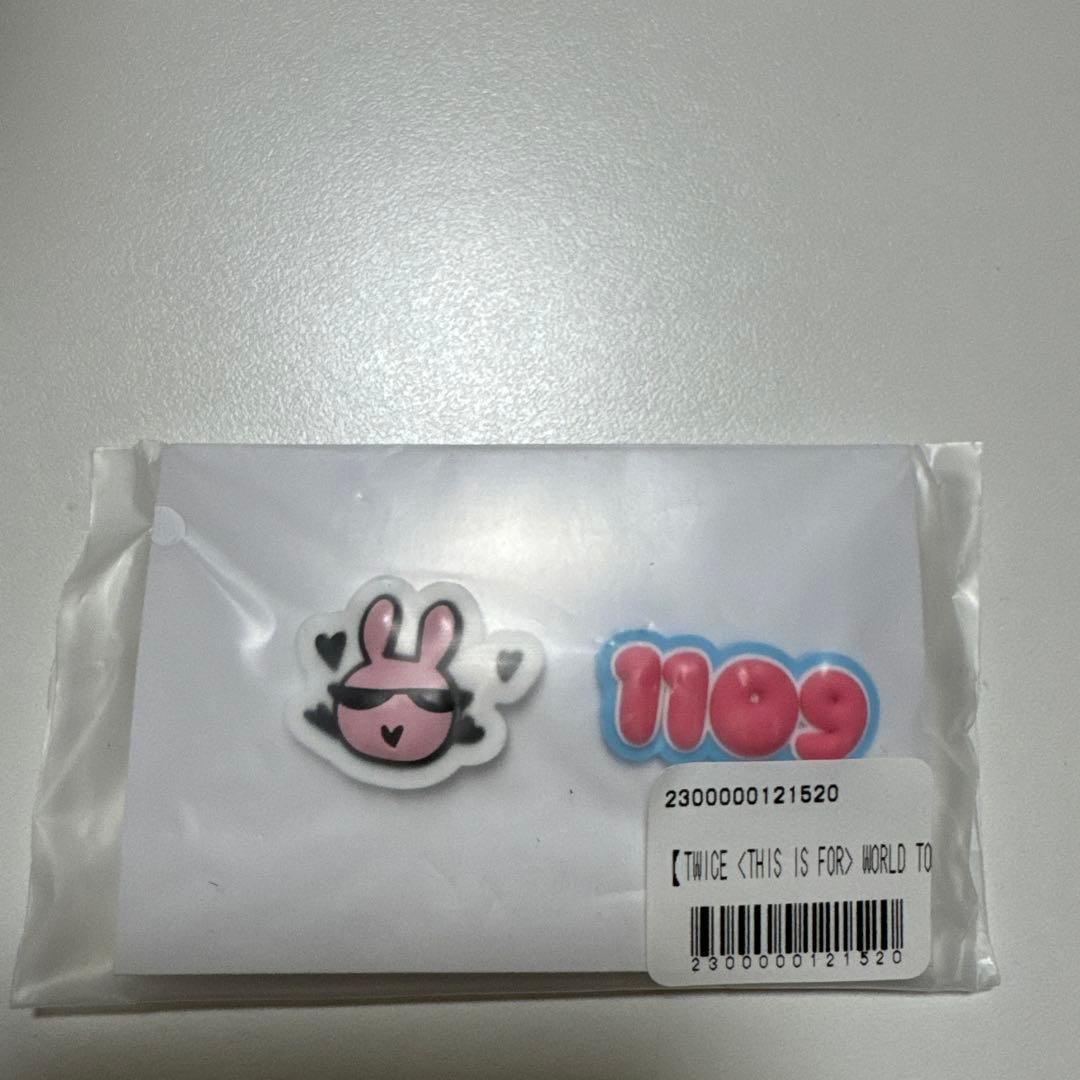 1109
2300000121520
【TWICE <THIS IS FOR> WORLD TO
2300000121520